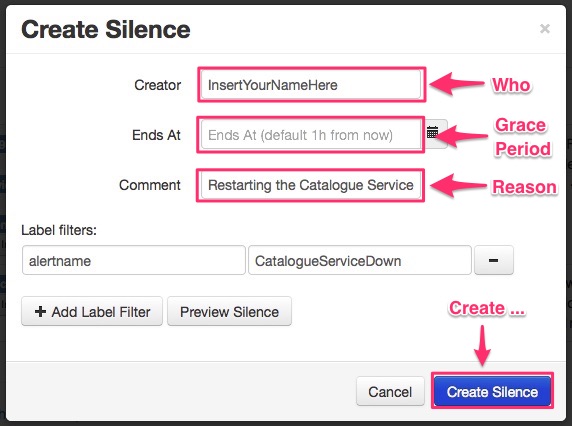 Create Silence ×
Creator InsertYourNameHere Who
Ends At Ends At (default 1h from now) Grace Period
Comment Restarting the Catalogue Service Reason
Label filters:
alertname CatalogueServiceDown −
+ Add Label Filter Preview Silence
Create ...
Cancel Create Silence